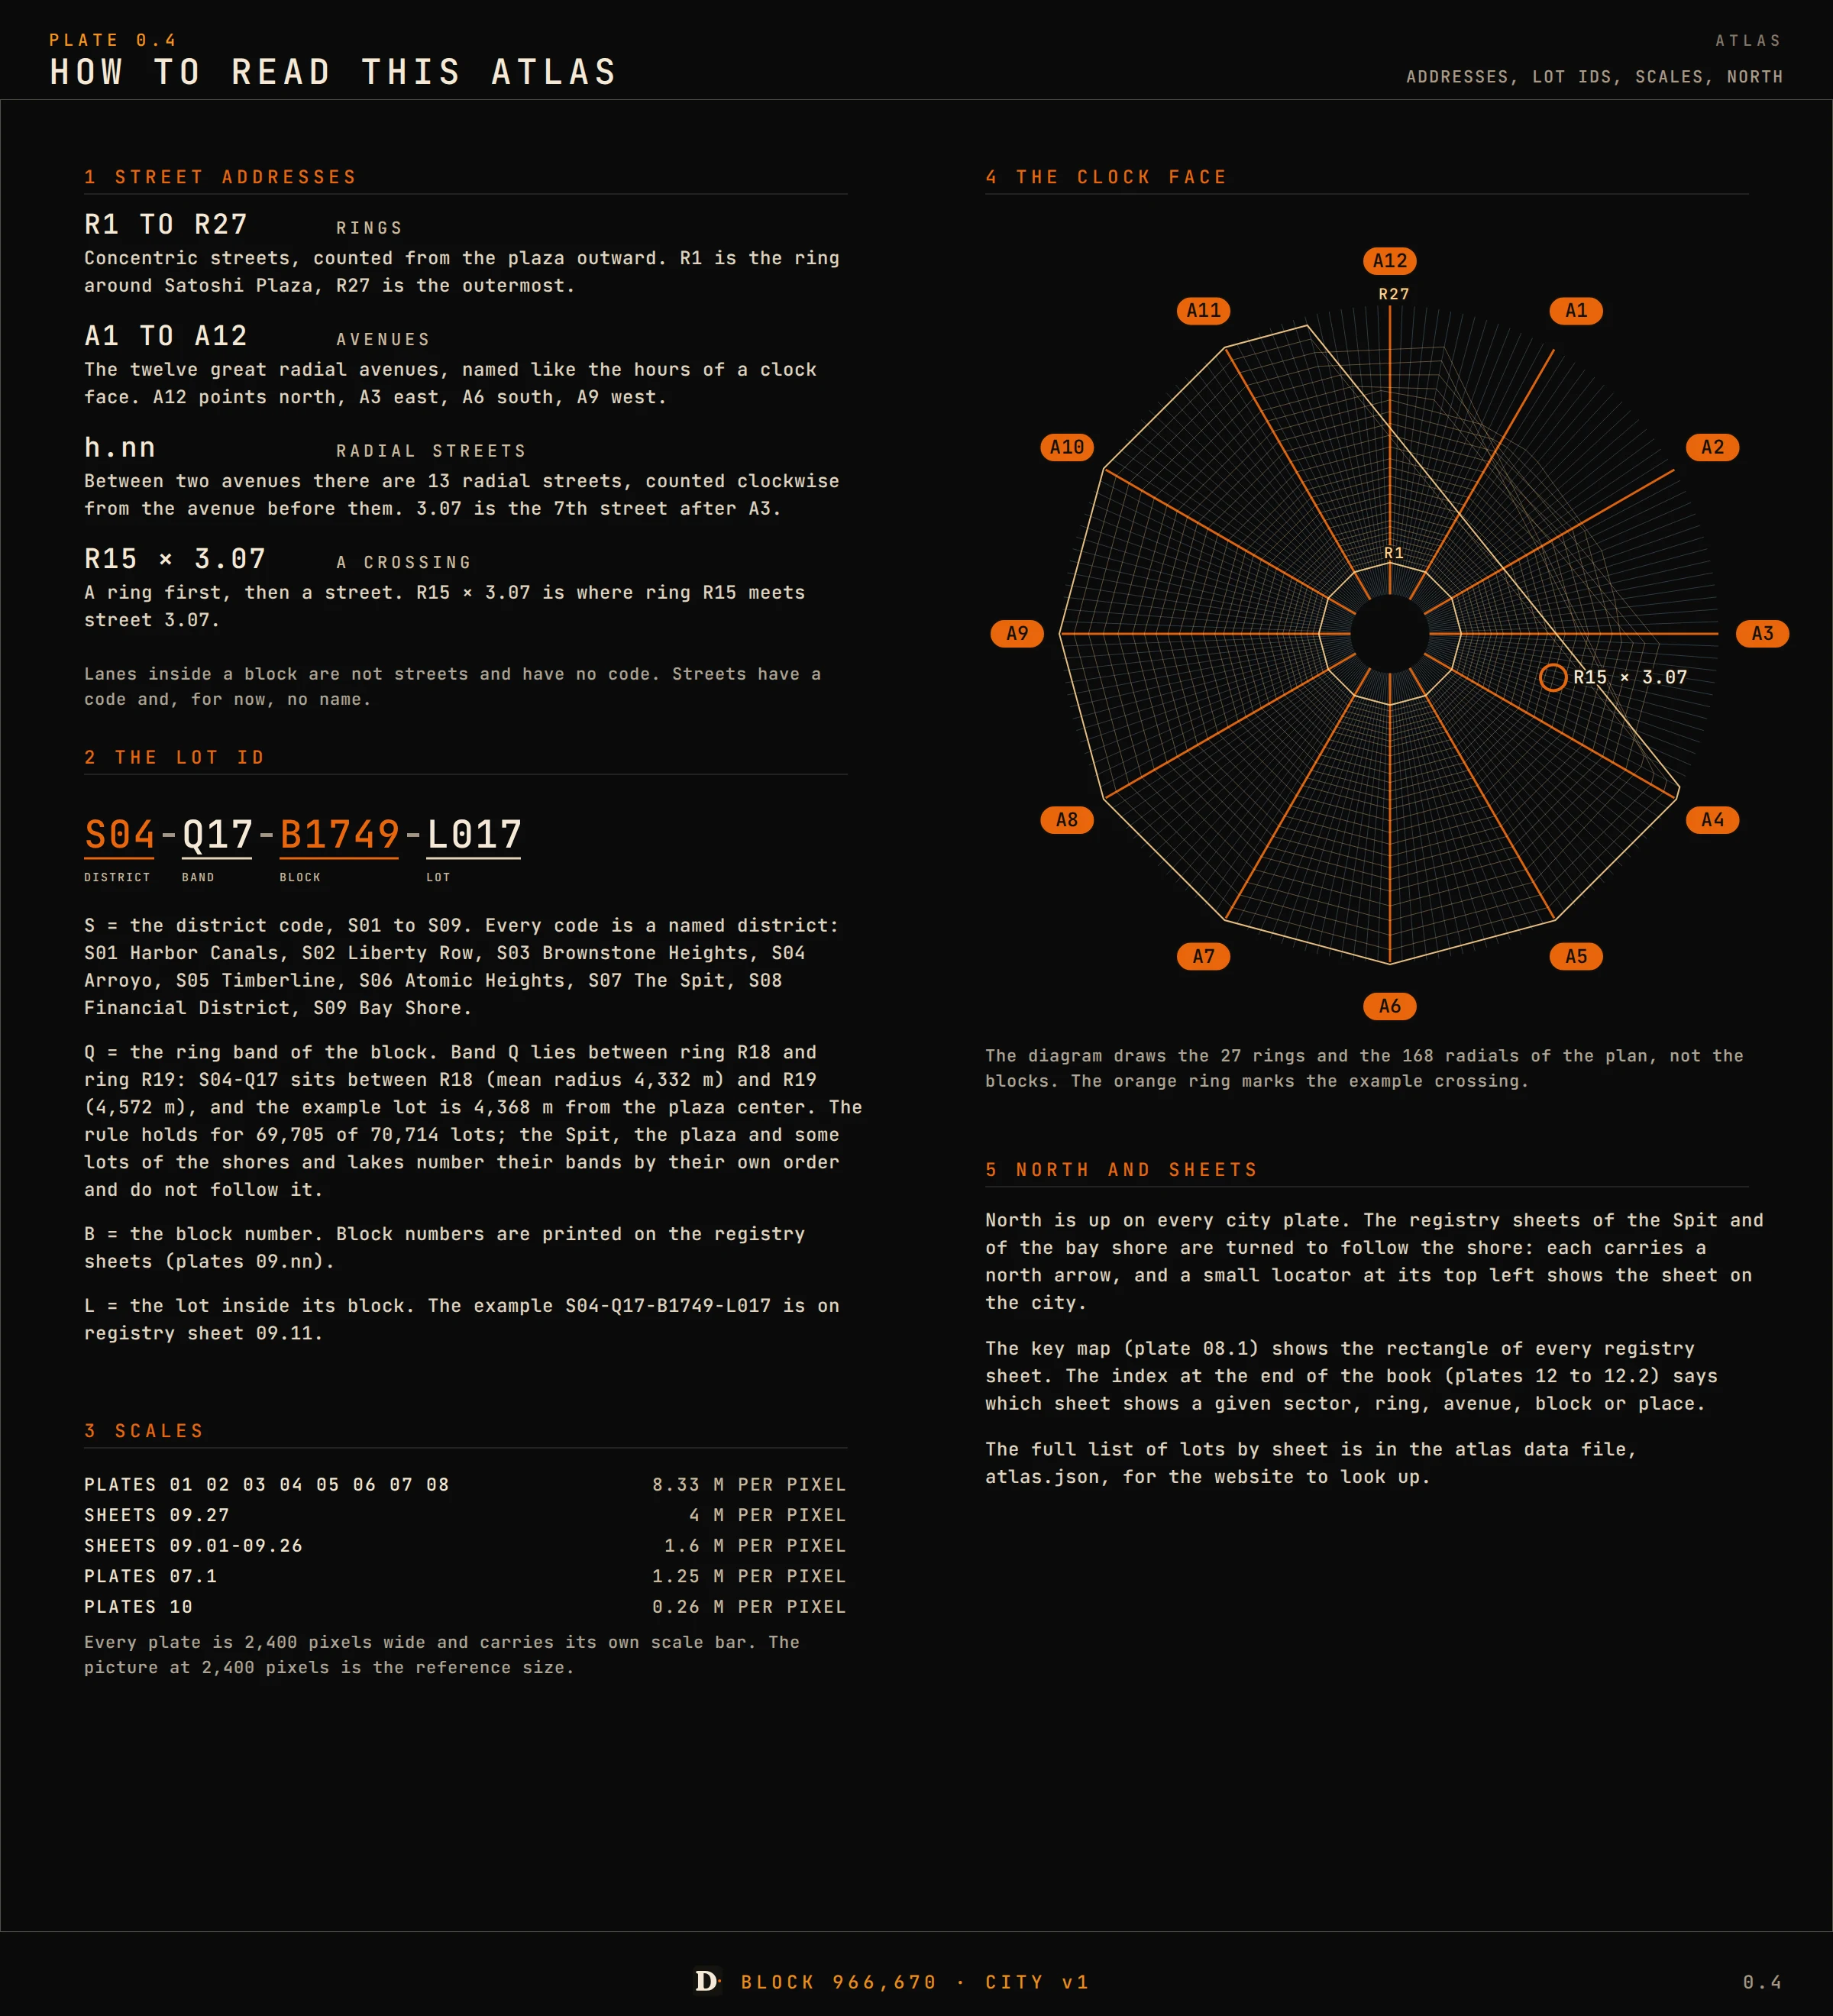 PLATE 0.4
HOW TO READ THIS ATLAS
ATLAS
ADDRESSES, LOT IDS, SCALES, NORTH
1 STREET ADDRESSES
R1 TO R27 RINGS
Concentric streets, counted from the plaza outward. R1 is the ring
around Satoshi Plaza, R27 is the outermost.
A1 TO A12 AVENUES
The twelve great radial avenues, named like the hours of a clock
face. A12 points north, A3 east, A6 south, A9 west.
h.nn RADIAL STREETS
Between two avenues there are 13 radial streets, counted clockwise
from the avenue before them. 3.07 is the 7th street after A3.
R15 × 3.07 A CROSSING
A ring first, then a street. R15 × 3.07 is where ring R15 meets
street 3.07.
Lanes inside a block are not streets and have no code. Streets have a
code and, for now, no name.
2 THE LOT ID
S04-Q17-B1749-L017
DISTRICT BAND BLOCK LOT
S = the district code, S01 to S09. Every code is a named district:
S01 Harbor Canals, S02 Liberty Row, S03 Brownstone Heights, S04
Arroyo, S05 Timberline, S06 Atomic Heights, S07 The Spit, S08
Financial District, S09 Bay Shore.
Q = the ring band of the block. Band Q lies between ring R18 and
ring R19: S04-Q17 sits between R18 (mean radius 4,332 m) and R19
(4,572 m), and the example lot is 4,368 m from the plaza center. The
rule holds for 69,705 of 70,714 lots; the Spit, the plaza and some
lots of the shores and lakes number their bands by their own order
and do not follow it.
B = the block number. Block numbers are printed on the registry
sheets (plates 09.nn).
L = the lot inside its block. The example S04-Q17-B1749-L017 is on
registry sheet 09.11.
3 SCALES
PLATES 01 02 03 04 05 06 07 08 8.33 M PER PIXEL
SHEETS 09.27 4 M PER PIXEL
SHEETS 09.01-09.26 1.6 M PER PIXEL
PLATES 07.1 1.25 M PER PIXEL
PLATES 10 0.26 M PER PIXEL
Every plate is 2,400 pixels wide and carries its own scale bar. The
picture at 2,400 pixels is the reference size.
4 THE CLOCK FACE
A12
R27
A11
A1
A10
A2
R1
A9
A3
R15 × 3.07
A8
A4
A7
A5
A6
The diagram draws the 27 rings and the 168 radials of the plan, not the
blocks. The orange ring marks the example crossing.
5 NORTH AND SHEETS
North is up on every city plate. The registry sheets of the Spit and
of the bay shore are turned to follow the shore: each carries a
north arrow, and a small locator at its top left shows the sheet on
the city.
The key map (plate 08.1) shows the rectangle of every registry
sheet. The index at the end of the book (plates 12 to 12.2) says
which sheet shows a given sector, ring, avenue, block or place.
The full list of lots by sheet is in the atlas data file,
atlas.json, for the website to look up.
D BLOCK 966,670 · CITY v1
0.4